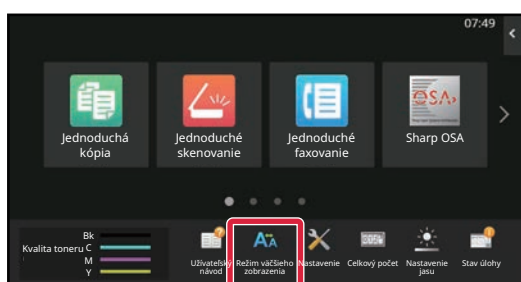 07:49
Jednoduchá
kópia
Jednoduché
skenovanie
Jednoduché
faxovanie
OSA
Sharp OSA
Kvalita toneru
Bk
C
M
Y
Užívateľský
návod
Režim väčšieho
zobrazenia
Nastavenie
Celkový počet
Nastavenie
jasu
Stav úlohy